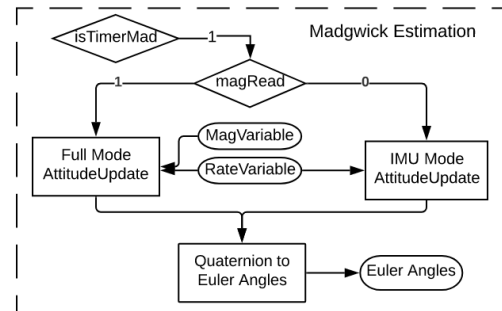 Madgwick Estimation
isTimerMad
1
magRead
1
0
MagVariable
Full Mode
AttitudeUpdate
RateVariable
IMU Mode
AttitudeUpdate
Quaternion to
Euler Angles
Euler Angles